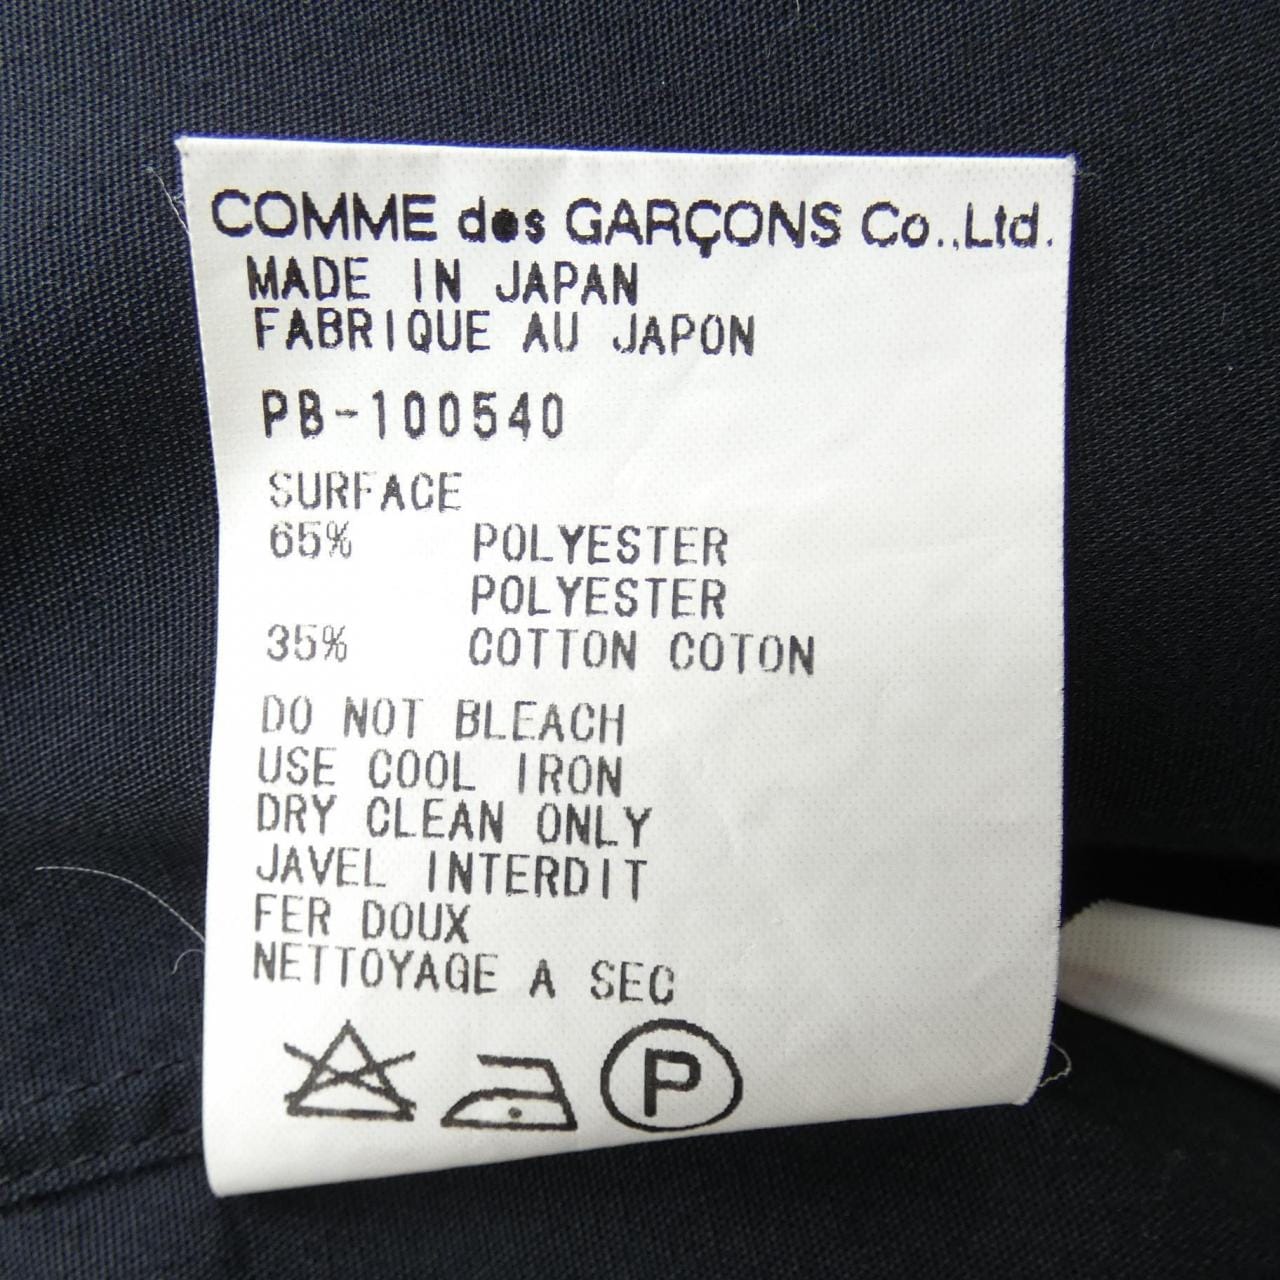 COMME des GARÇONS Co.,Ltd.
MADE IN JAPAN
FABRIQUE AU JAPON
PB-100540
SURFACE
65% POLYESTER
POLYESTER
35% COTTON COTON
DO NOT BLEACH
USE COOL IRON
DRY CLEAN ONLY
JAVEL INTERDIT
FER DOUX
NETTOYAGE A SEC
P